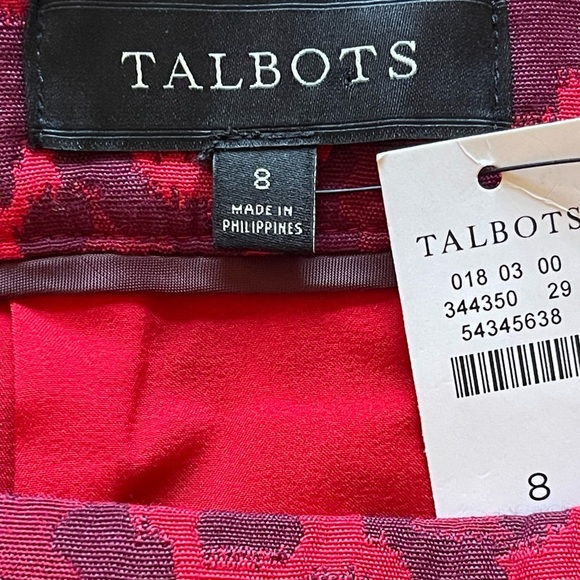 TALBOTS
8
MADE IN
PHILIPPINES
TALBOTS
018 03 00
344350 29
54345638
8